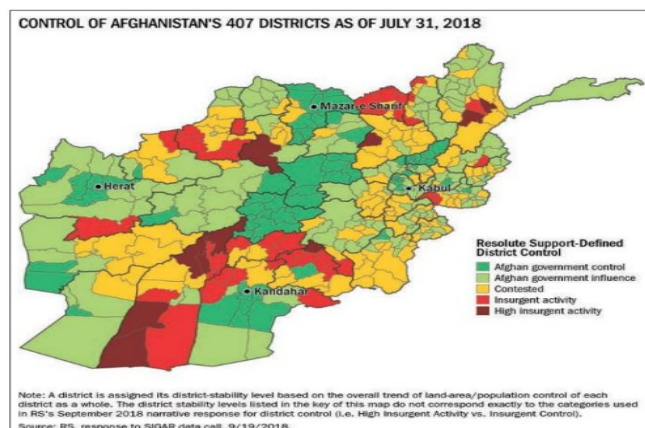 CONTROL OF AFGHANISTAN'S 407 DISTRICTS AS OF JULY 31, 2018
Mazar-e Sharif
Herat
Kabul
Kandahar
Resolute Support-Defined
District Control
Afghan government control
Afghan government influence
Contested
Insurgent activity
High insurgent activity
Note: A district is assigned its district-stability level based on the overall trend of land-area/population control of each
district as a whole. The district stability levels listed in the key of this map do not correspond exactly to the categories used
in RS's September 2018 narrative response for district control (i.e. High Insurgent Activity vs. Insurgent Control).
Source: RS, response to SIGAR data call, 9/19/2018.